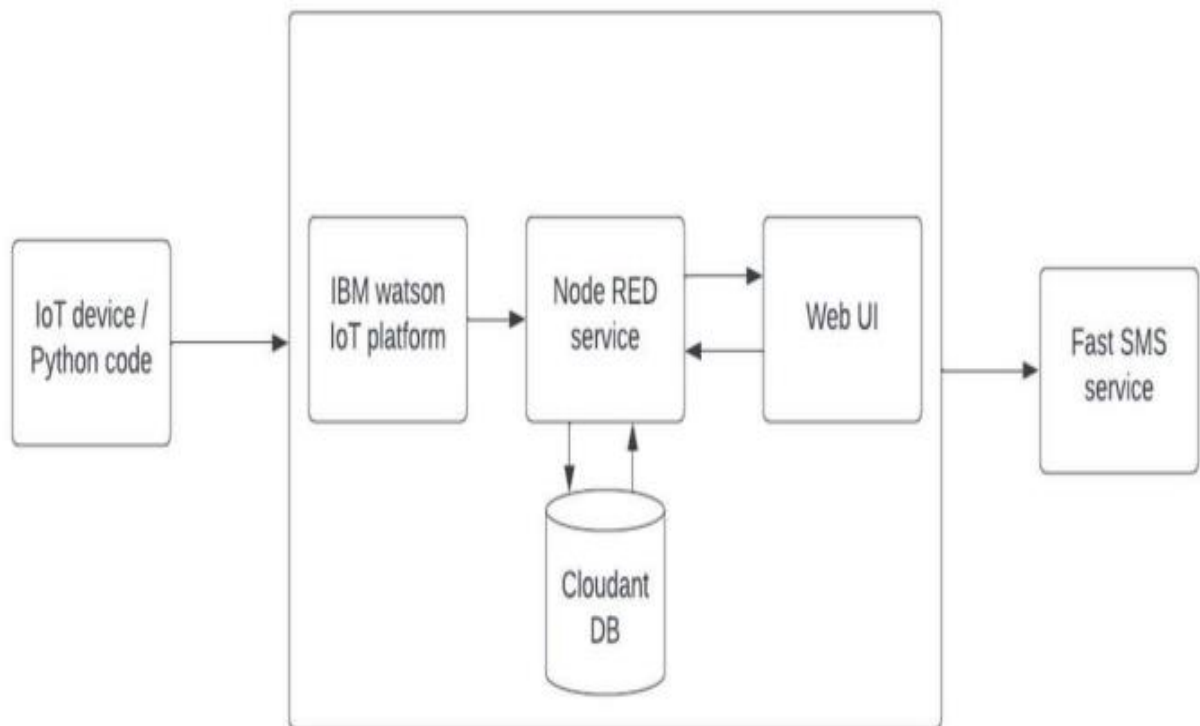 IoT device /
Python code
IBM watson
IoT platform
Node RED
service
Web UI
Fast SMS
service
Cloudant
DB